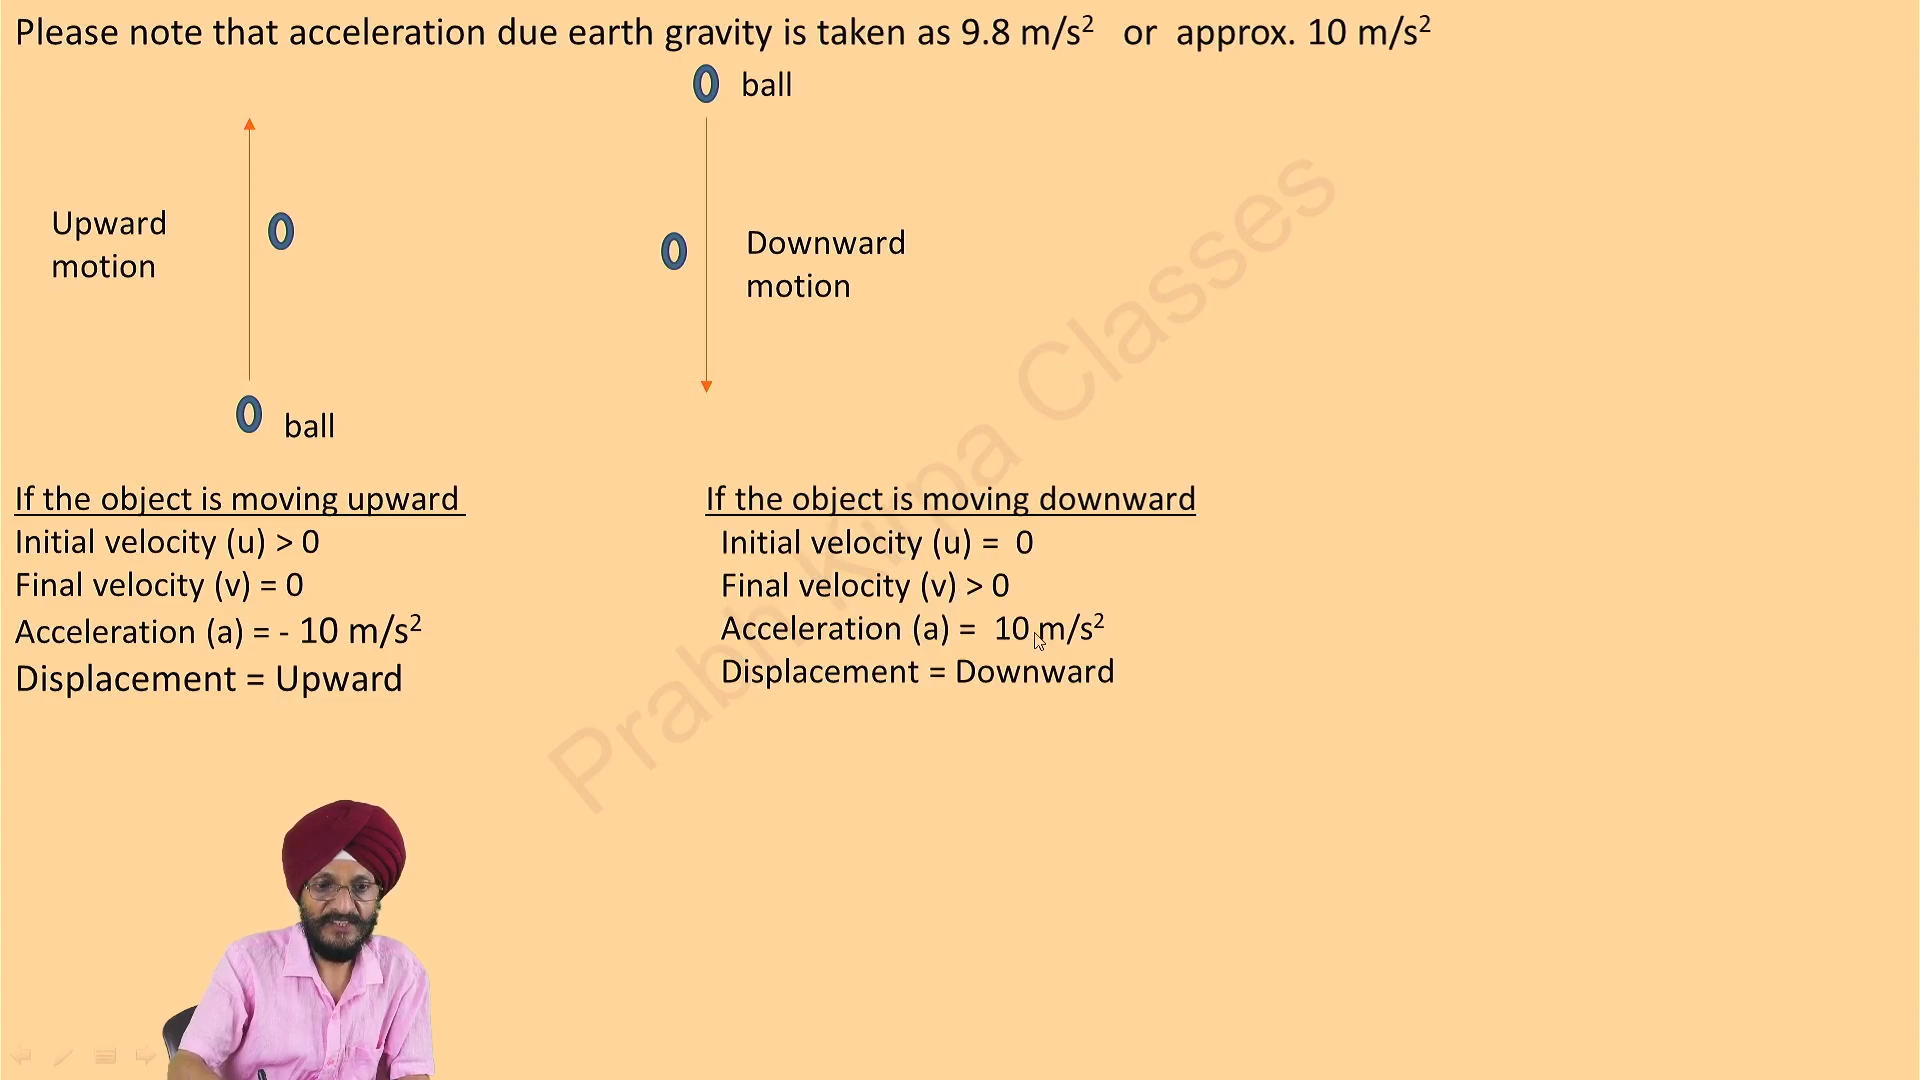 Please note that acceleration due earth gravity is taken as 9.8 m/s² or approx. 10 m/s²
ball
Upward
motion
Downward
motion
ball
If the object is moving upward
Initial velocity (u) > 0
Final velocity (v) = 0
Acceleration (a) = - 10 m/s²
Displacement = Upward
If the object is moving downward
Initial velocity (u) = 0
Final velocity (v) > 0
Acceleration (a) = 10 m/s²
Displacement = Downward
Prabh Kirpa Classes